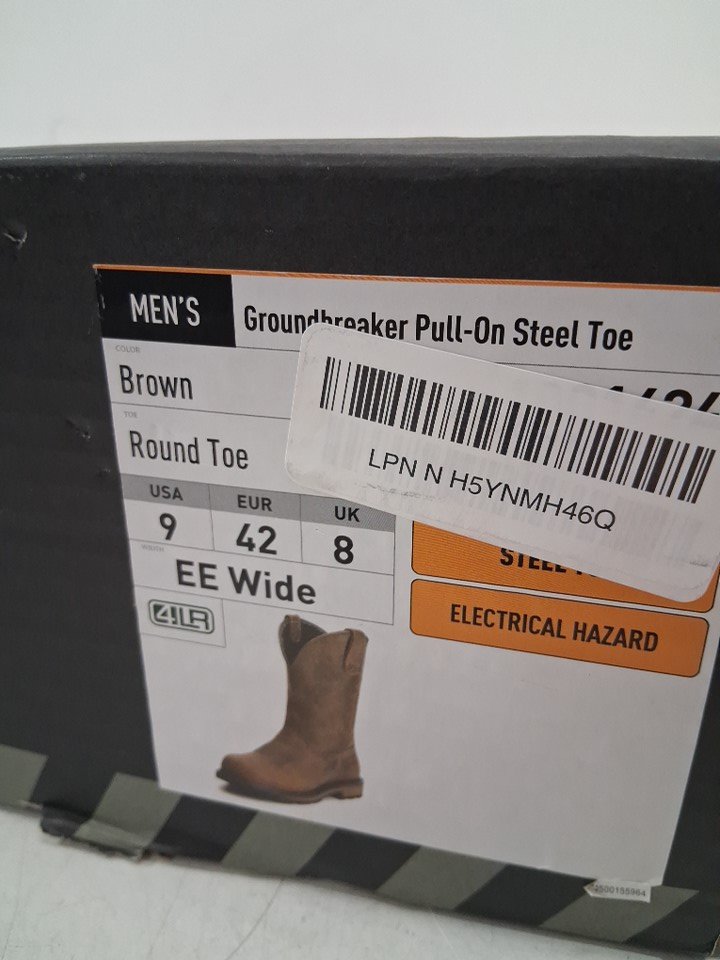 MEN'S
Groundbreaker Pull-On Steel Toe
COLOR
Brown
TOE
Round Toe
LPN N H5YNMH46Q
USA EUR UK
9 42 8
WIDTH
EE Wide
4LR
STEEL
ELECTRICAL HAZARD